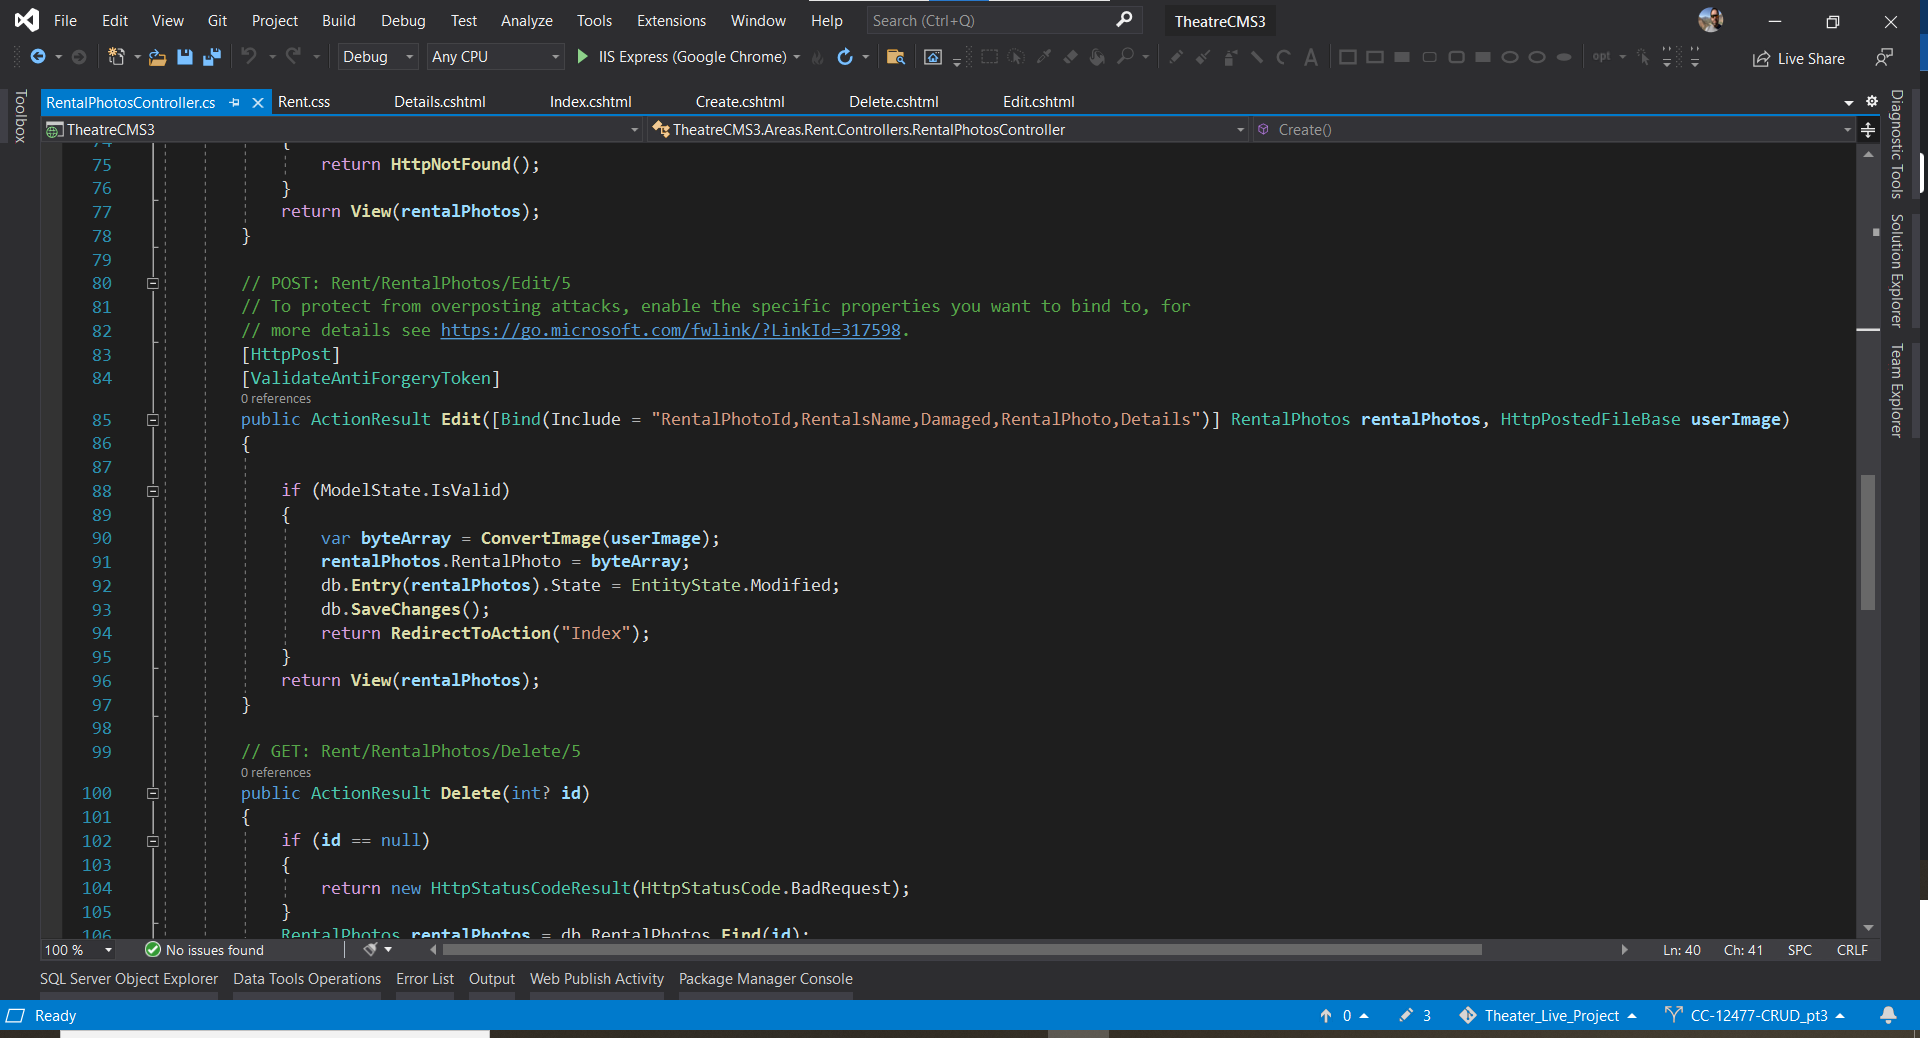 File Edit View Git Project Build Debug Test Analyze Tools Extensions Window Help Search (Ctrl+Q) TheatreCMS3
Debug Any CPU IIS Express (Google Chrome) opt Live Share
Toolbox
RentalPhotosController.cs Rent.css Details.cshtml Index.cshtml Create.cshtml Delete.cshtml Edit.cshtml
TheatreCMS3 TheatreCMS3.Areas.Rent.Controllers.RentalPhotosController Create()
74 {
75 return HttpNotFound();
76 }
77 return View(rentalPhotos);
78 }
79
80 // POST: Rent/RentalPhotos/Edit/5
81 // To protect from overposting attacks, enable the specific properties you want to bind to, for
82 // more details see https://go.microsoft.com/fwlink/?LinkId=317598.
83 [HttpPost]
84 [ValidateAntiForgeryToken]
0 references
85 public ActionResult Edit([Bind(Include = "RentalPhotoId,RentalsName,Damaged,RentalPhoto,Details")] RentalPhotos rentalPhotos, HttpPostedFileBase userImage)
86 {
87
88 if (ModelState.IsValid)
89 {
90 var byteArray = ConvertImage(userImage);
91 rentalPhotos.RentalPhoto = byteArray;
92 db.Entry(rentalPhotos).State = EntityState.Modified;
93 db.SaveChanges();
94 return RedirectToAction("Index");
95 }
96 return View(rentalPhotos);
97 }
98
99 // GET: Rent/RentalPhotos/Delete/5
0 references
100 public ActionResult Delete(int? id)
101 {
102 if (id == null)
103 {
104 return new HttpStatusCodeResult(HttpStatusCode.BadRequest);
105 }
106 RentalPhotos rentalPhotos = db.RentalPhotos.Find(id);
Diagnostic Tools
Solution Explorer
Team Explorer
100 % No issues found Ln: 40 Ch: 41 SPC CRLF
SQL Server Object Explorer Data Tools Operations Error List Output Web Publish Activity Package Manager Console
Ready 0 3 Theater_Live_Project CC-12477-CRUD_pt3